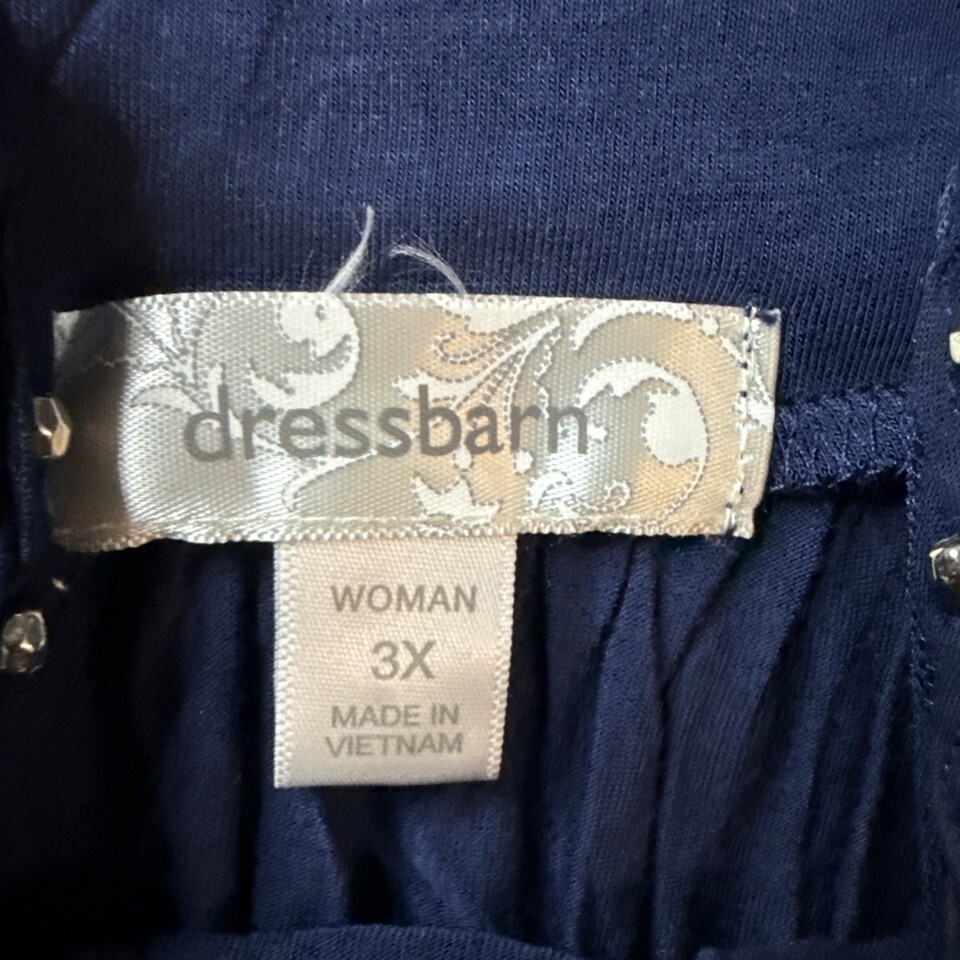 dressbarn
WOMAN
3X
MADE IN
VIETNAM